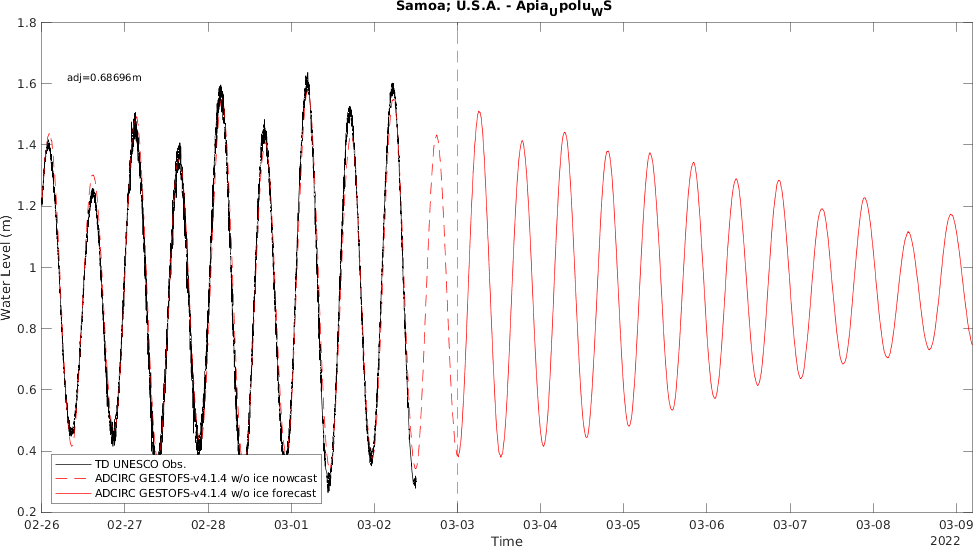 Samoa; U.S.A. - ApiaUpoluWS
1.8
1.6
1.4
1.2
1
0.8
0.6
0.4
0.2
Water Level (m)
adj=0.68696m
TD UNESCO Obs.
ADCIRC GESTOFS-v4.1.4 w/o ice nowcast
ADCIRC GESTOFS-v4.1.4 w/o ice forecast
02-26 02-27 02-28 03-01 03-02 03-03 03-04 03-05 03-06 03-07 03-08 03-09
Time
2022